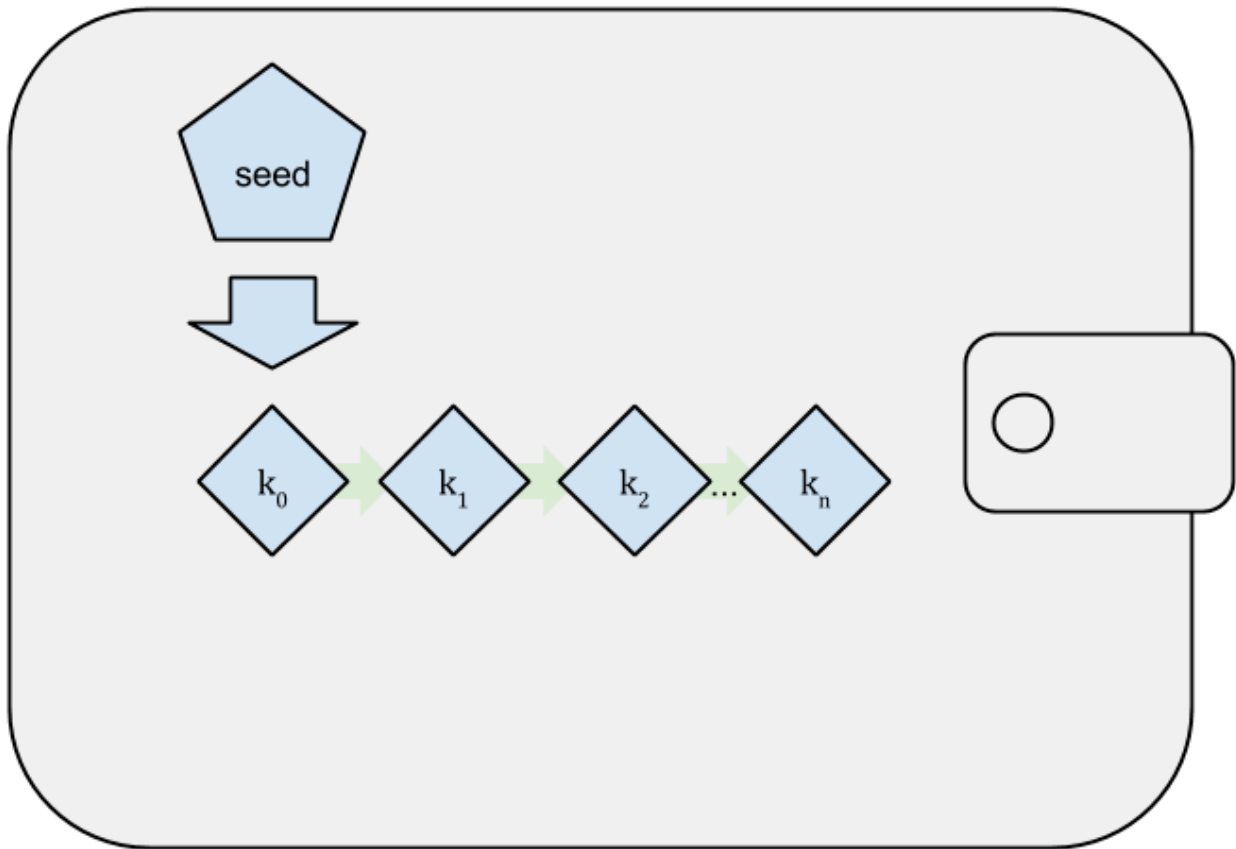 seed
k₀ k₁ k₂ ... kₙ